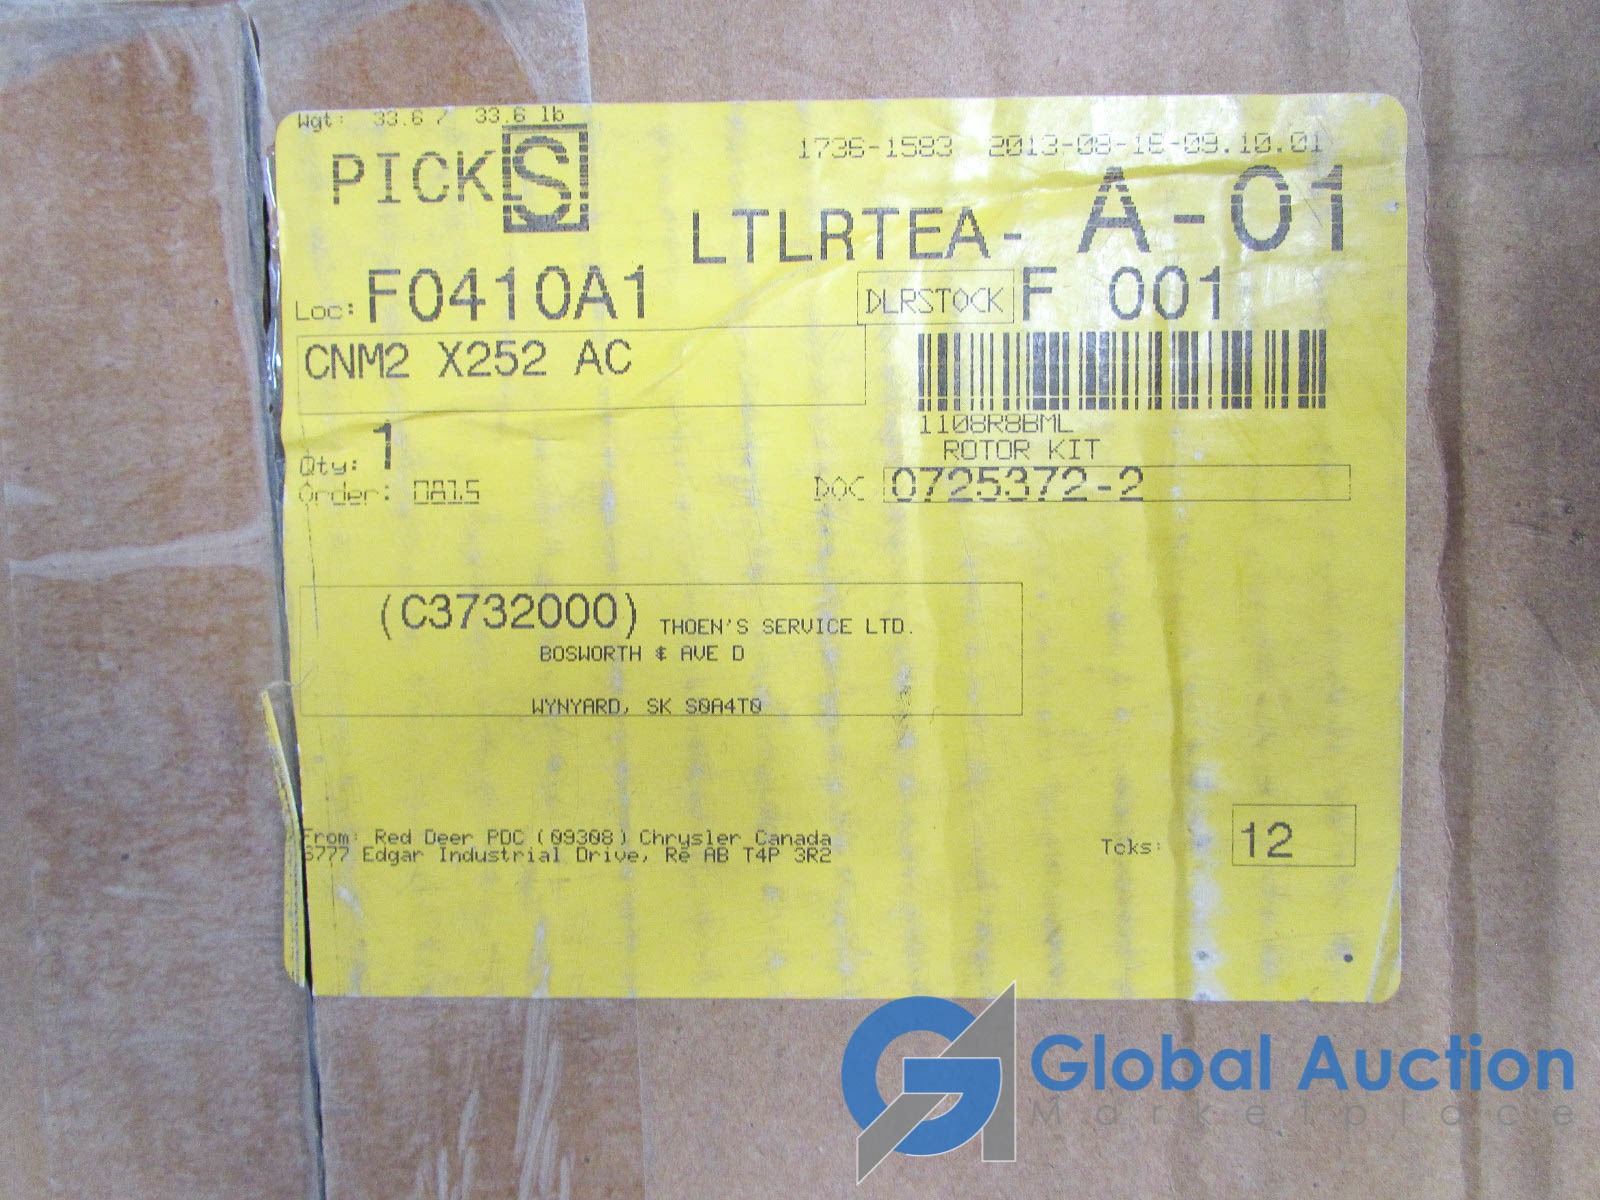 Wgt: 33.6 / 33.6 lb
1736-1583 2013-08-16-09.10.01
PICK S
LTLRTEA- A-01
Loc: F0410A1
DLRSTOCK F 001
CNM2 X252 AC
1108R8BML
ROTOR KIT
Qty: 1
Order: 0815
DOC 0725372-2
(C3732000) THOEN'S SERVICE LTD.
BOSWORTH & AVE D
WYNYARD, SK S0A4T0
From: Red Deer PDC (09308) Chrysler Canada
6777 Edgar Industrial Drive, Re AB T4P 3R2
Tcks: 12
Global Auction
Marketplace